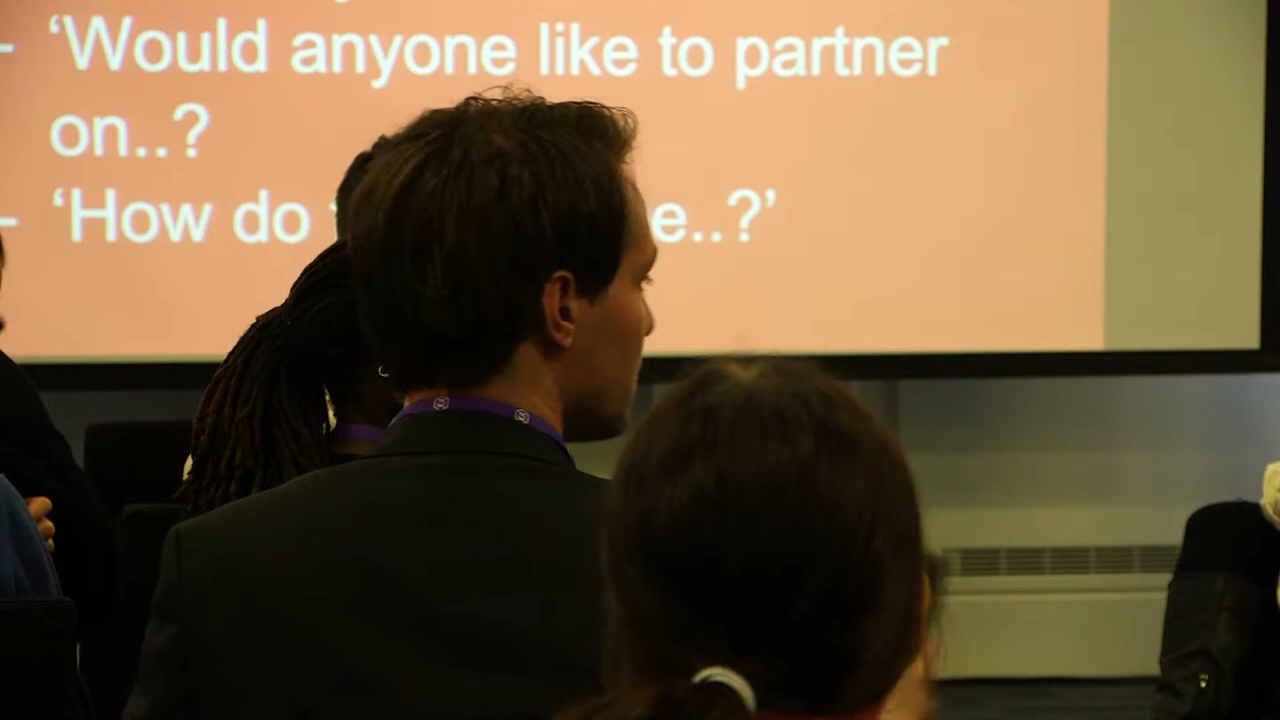 - ‘Would anyone like to partner
on..?
- ‘How do e..?’